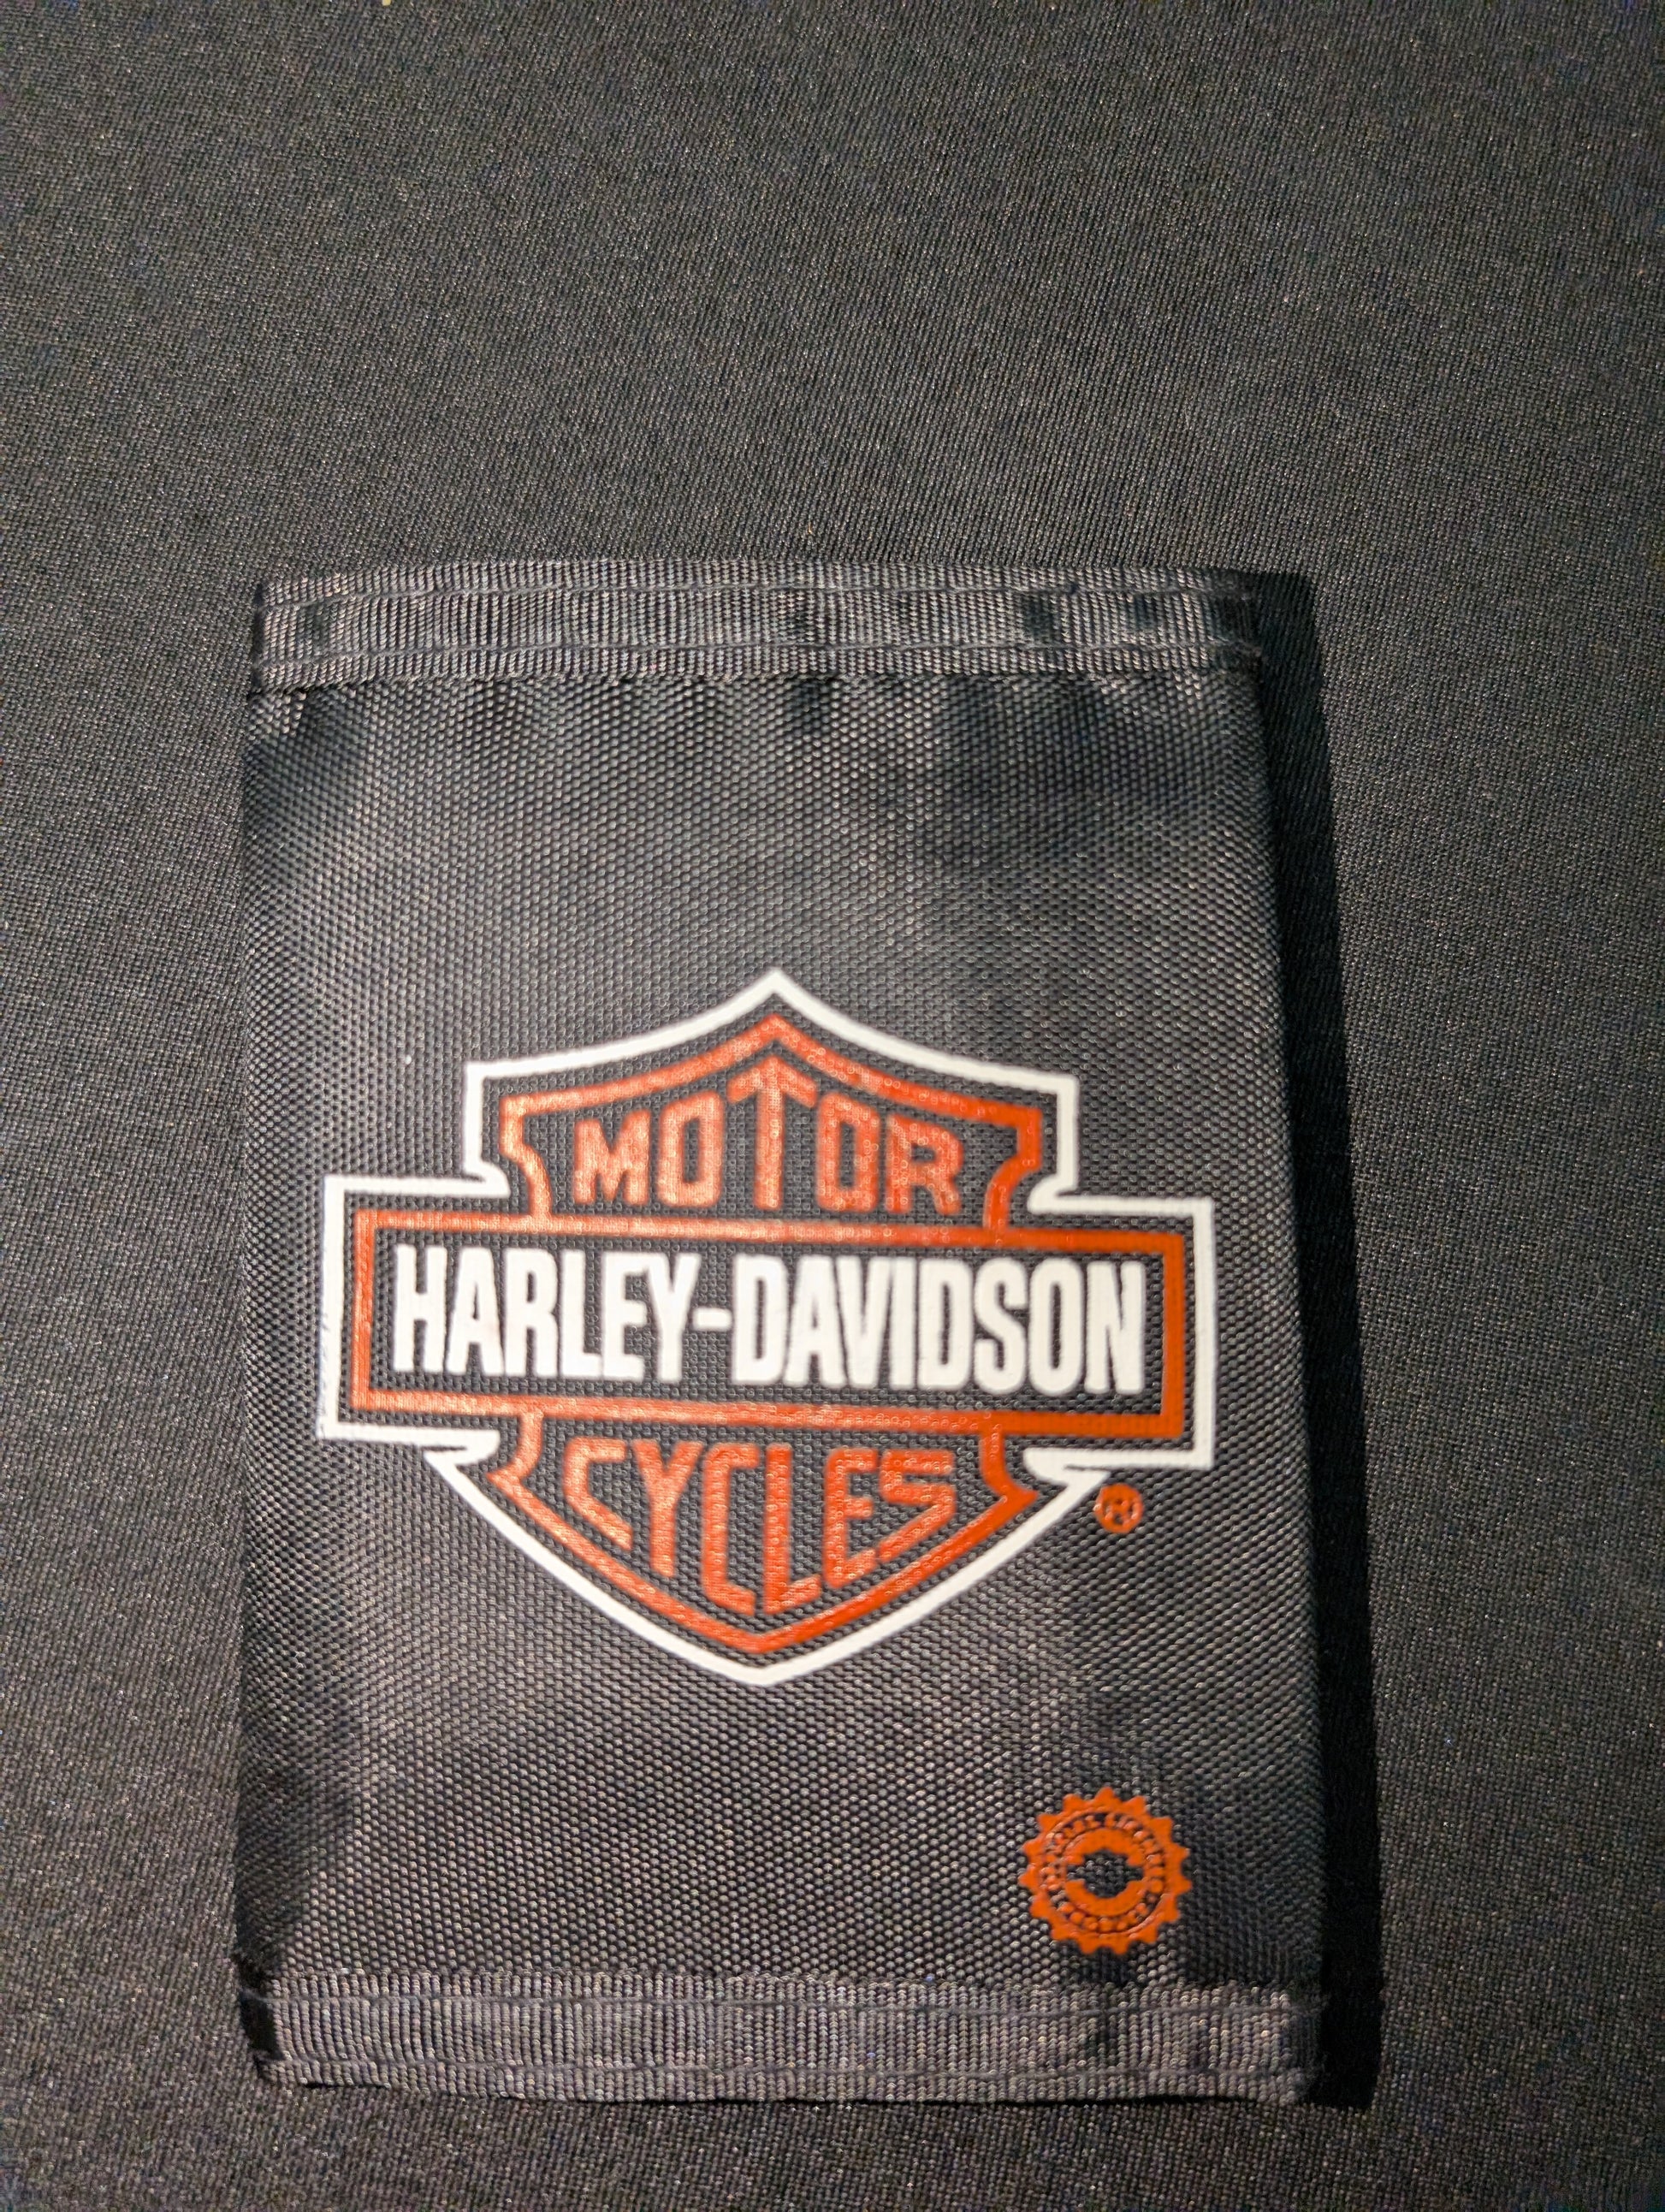 MOTOR
HARLEY-DAVIDSON
CYCLES
®